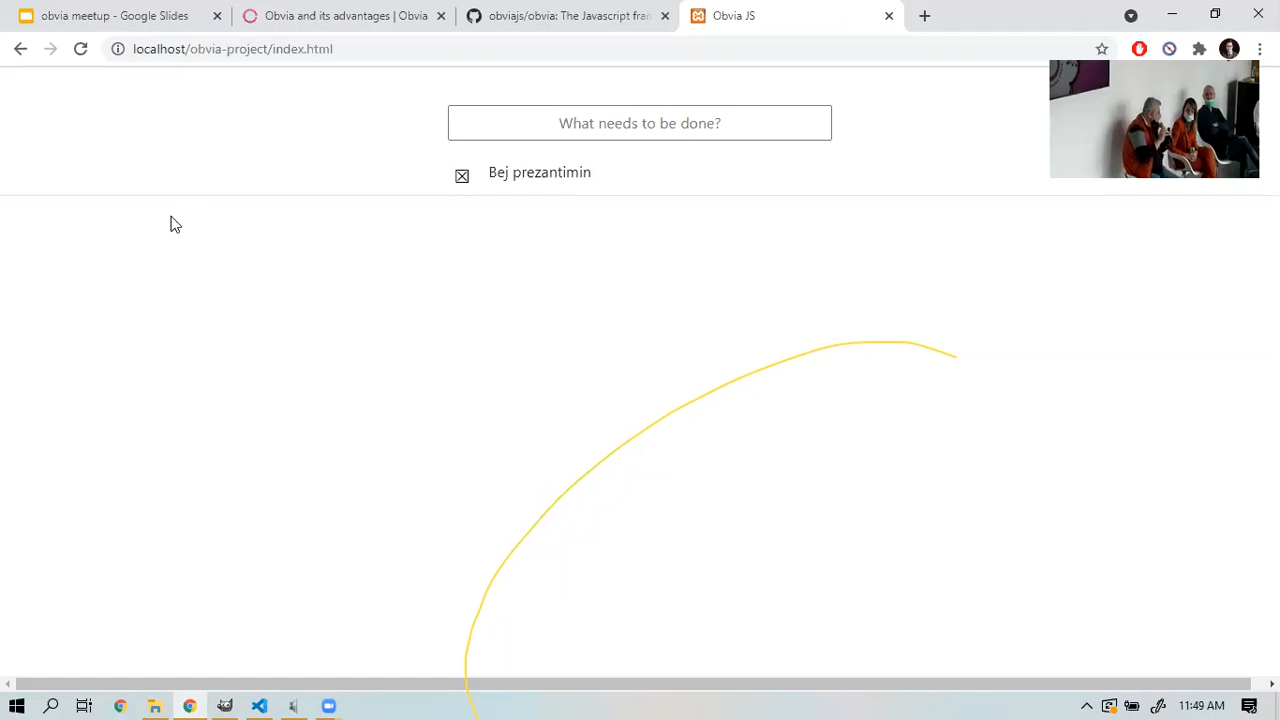 obvia meetup - Google Slides
Obvia and its advantages | Obvi
obviajs/obvia: The Javascript fram
Obvia JS
localhost/obvia-project/index.html
What needs to be done?
Bej prezantimin
11:49 AM